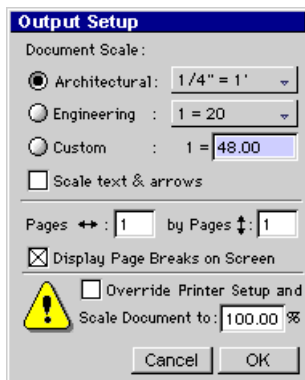 Output Setup
Document Scale:
Architectural: 1/4" = 1'
Engineering : 1 = 20
Custom : 1 = 48.00
Scale text & arrows
Pages ↔ : 1 by Pages ↕ : 1
Display Page Breaks on Screen
Override Printer Setup and
Scale Document to: 100.00 %
Cancel OK